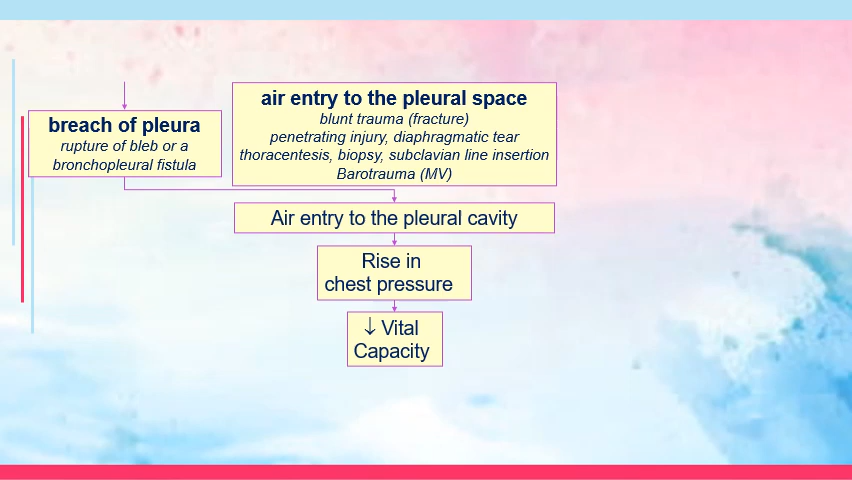 breach of pleura
rupture of bleb or a
bronchopleural fistula
air entry to the pleural space
blunt trauma (fracture)
penetrating injury, diaphragmatic tear
thoracentesis, biopsy, subclavian line insertion
Barotrauma (MV)
Air entry to the pleural cavity
Rise in
chest pressure
↓ Vital
Capacity